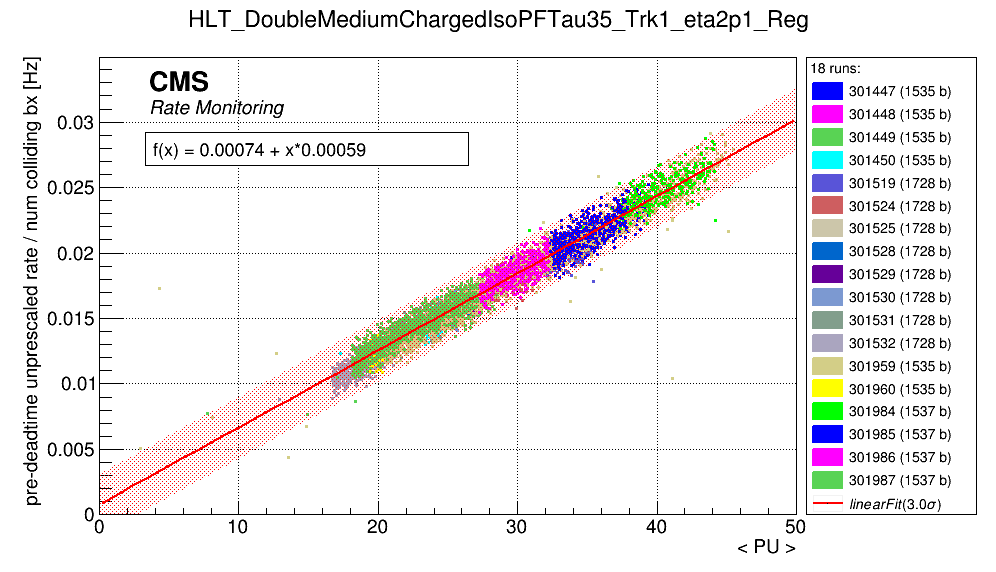 HLT_DoubleMediumChargedIsoPFTau35_Trk1_eta2p1_Reg
pre-deadtime unprescaled rate / num colliding bx [Hz]
CMS
Rate Monitoring
f(x) = 0.00074 + x*0.00059
0.03
0.025
0.02
0.015
0.01
0.005
0
0 10 20 30 40 50
< PU >
18 runs:
301447 (1535 b)
301448 (1535 b)
301449 (1535 b)
301450 (1535 b)
301519 (1728 b)
301524 (1728 b)
301525 (1728 b)
301528 (1728 b)
301529 (1728 b)
301530 (1728 b)
301531 (1728 b)
301532 (1728 b)
301959 (1535 b)
301960 (1535 b)
301984 (1537 b)
301985 (1537 b)
301986 (1537 b)
301987 (1537 b)
linearFit(3.0σ)